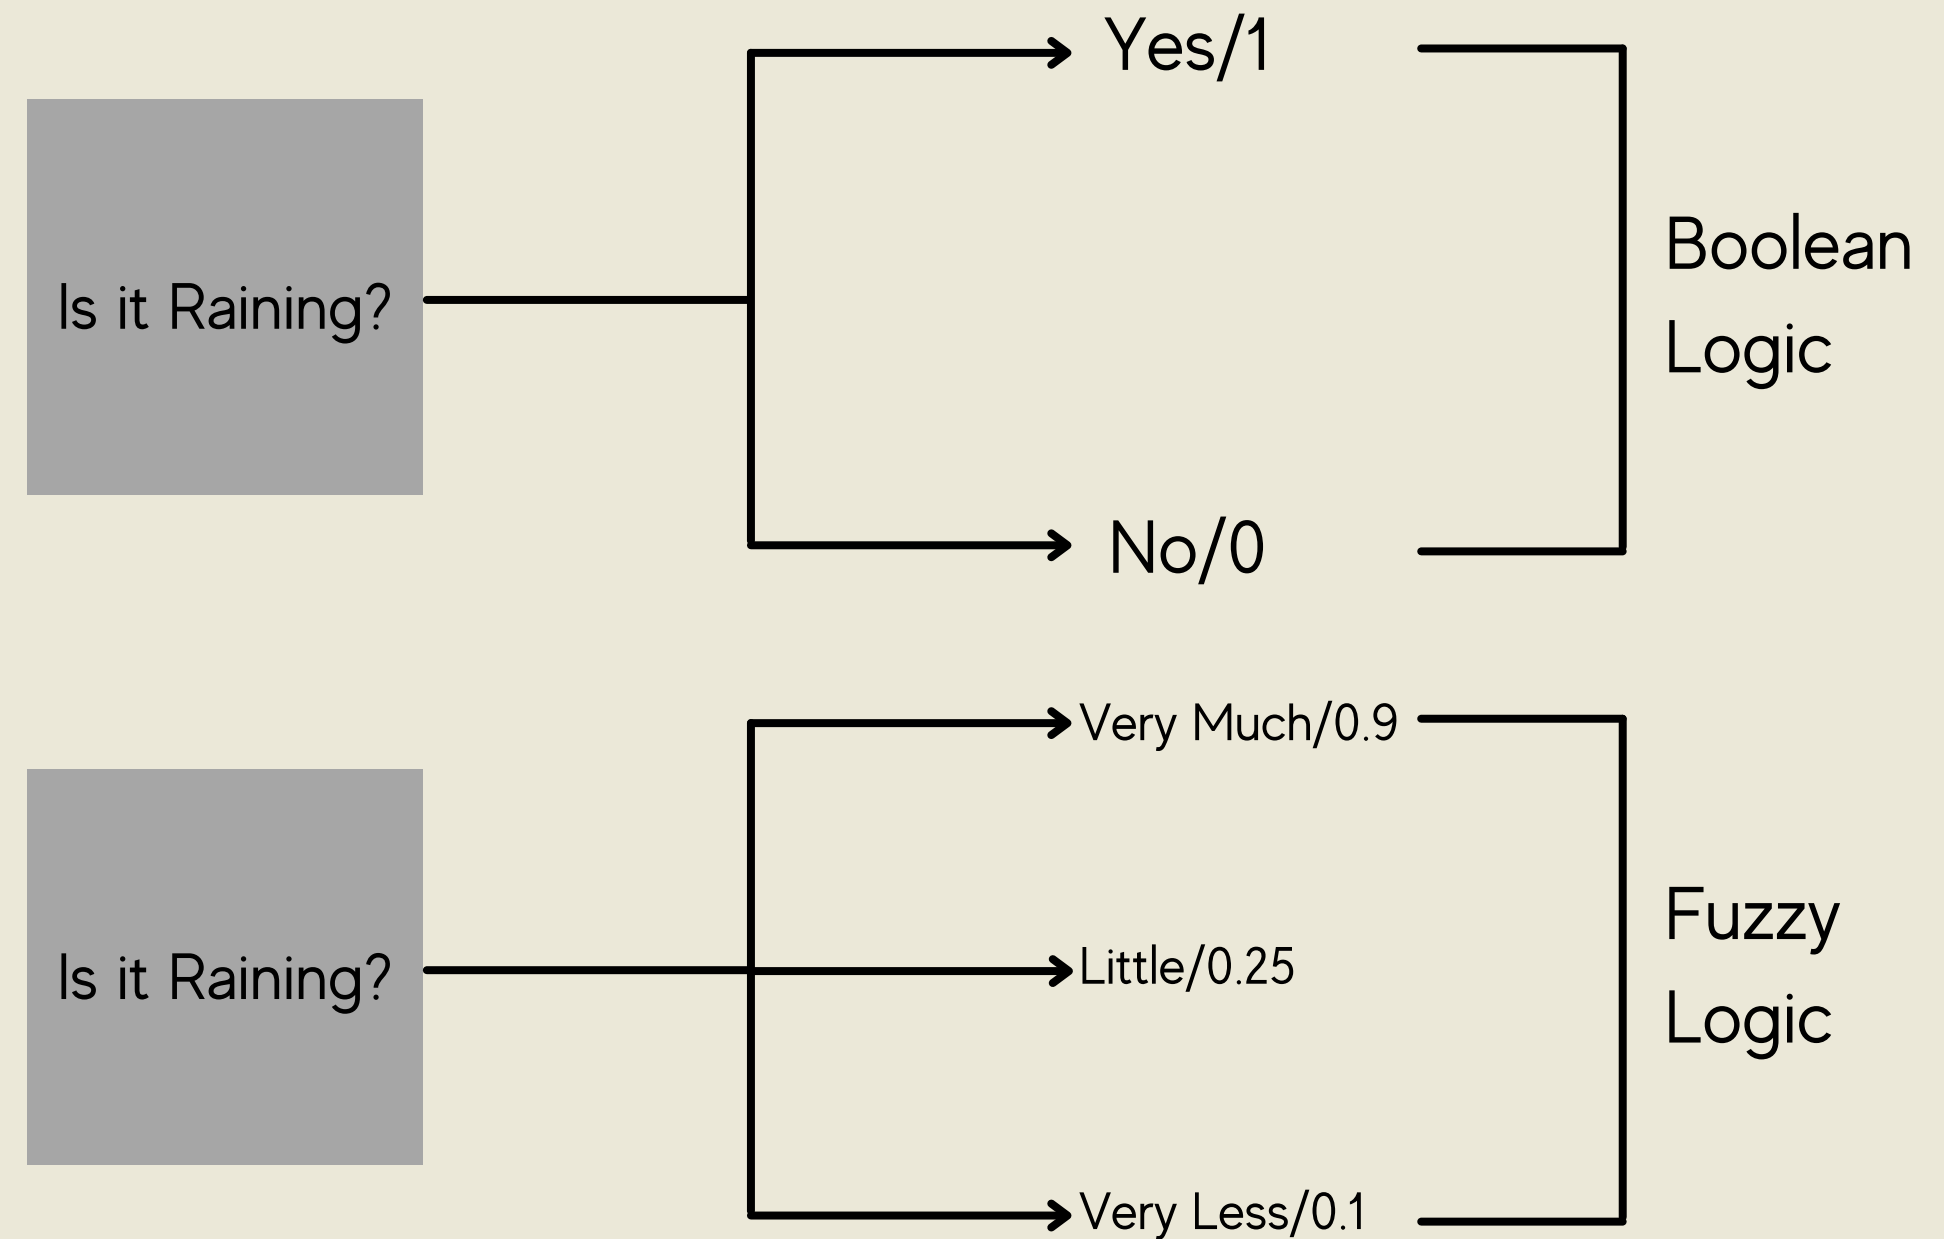 Yes/1
Is it Raining?
Boolean
Logic
No/0
Very Much/0.9
Is it Raining?
Little/0.25
Fuzzy
Logic
Very Less/0.1